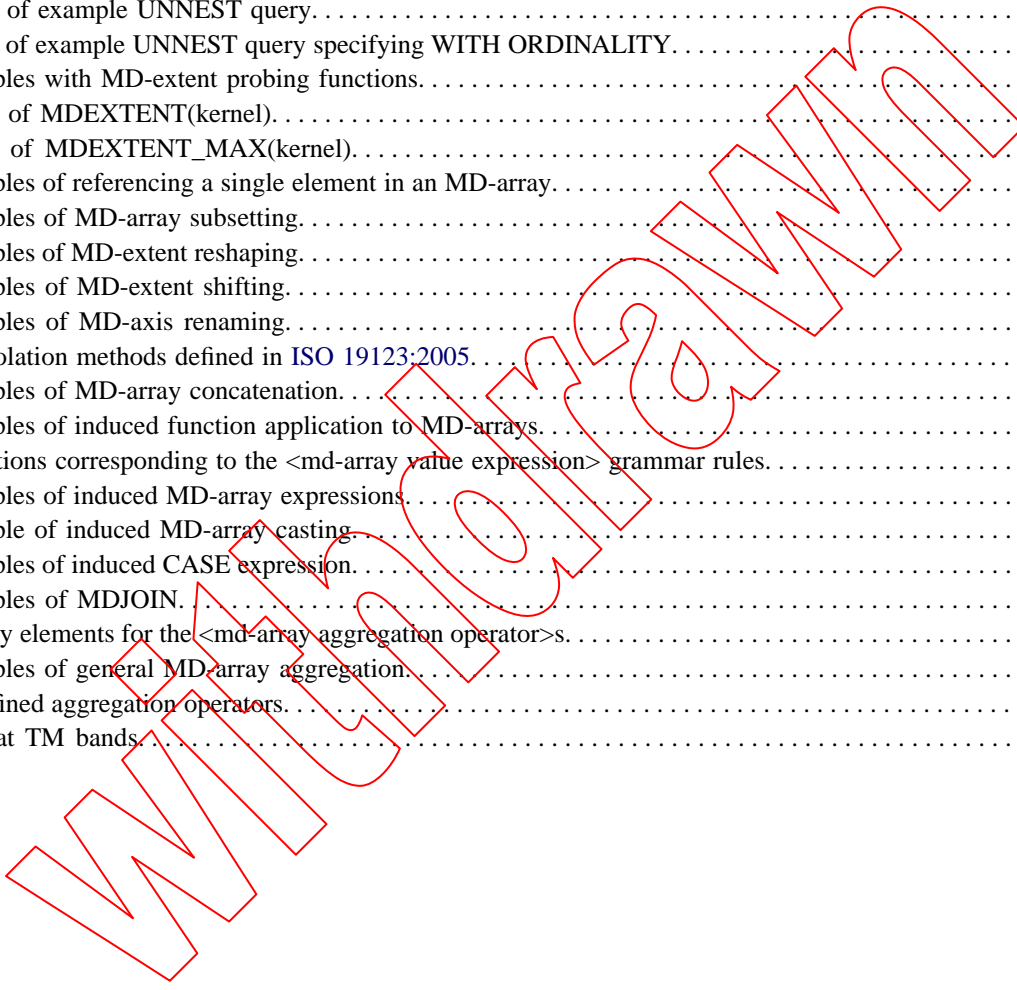 of example UNNEST query
of example UNNEST query specifying WITH ORDINALITY
ples with MD-extent probing functions
of MDEXTENT(kernel)
of MDEXTENT_MAX(kernel)
ples of referencing a single element in an MD-array
ples of MD-array subsetting
ples of MD-extent reshaping
ples of MD-extent shifting
ples of MD-axis renaming
olation methods defined in ISO 19123:2005
ples of MD-array concatenation
ples of induced function application to MD-arrays
tions corresponding to the <md-array value expression> grammar rules
ples of induced MD-array expressions
ple of induced MD-array casting
ples of induced CASE expression
ples of MDJOIN
y elements for the <md-array aggregation operator>s
ples of general MD-array aggregation
fined aggregation operators
at TM bands
withdrawn